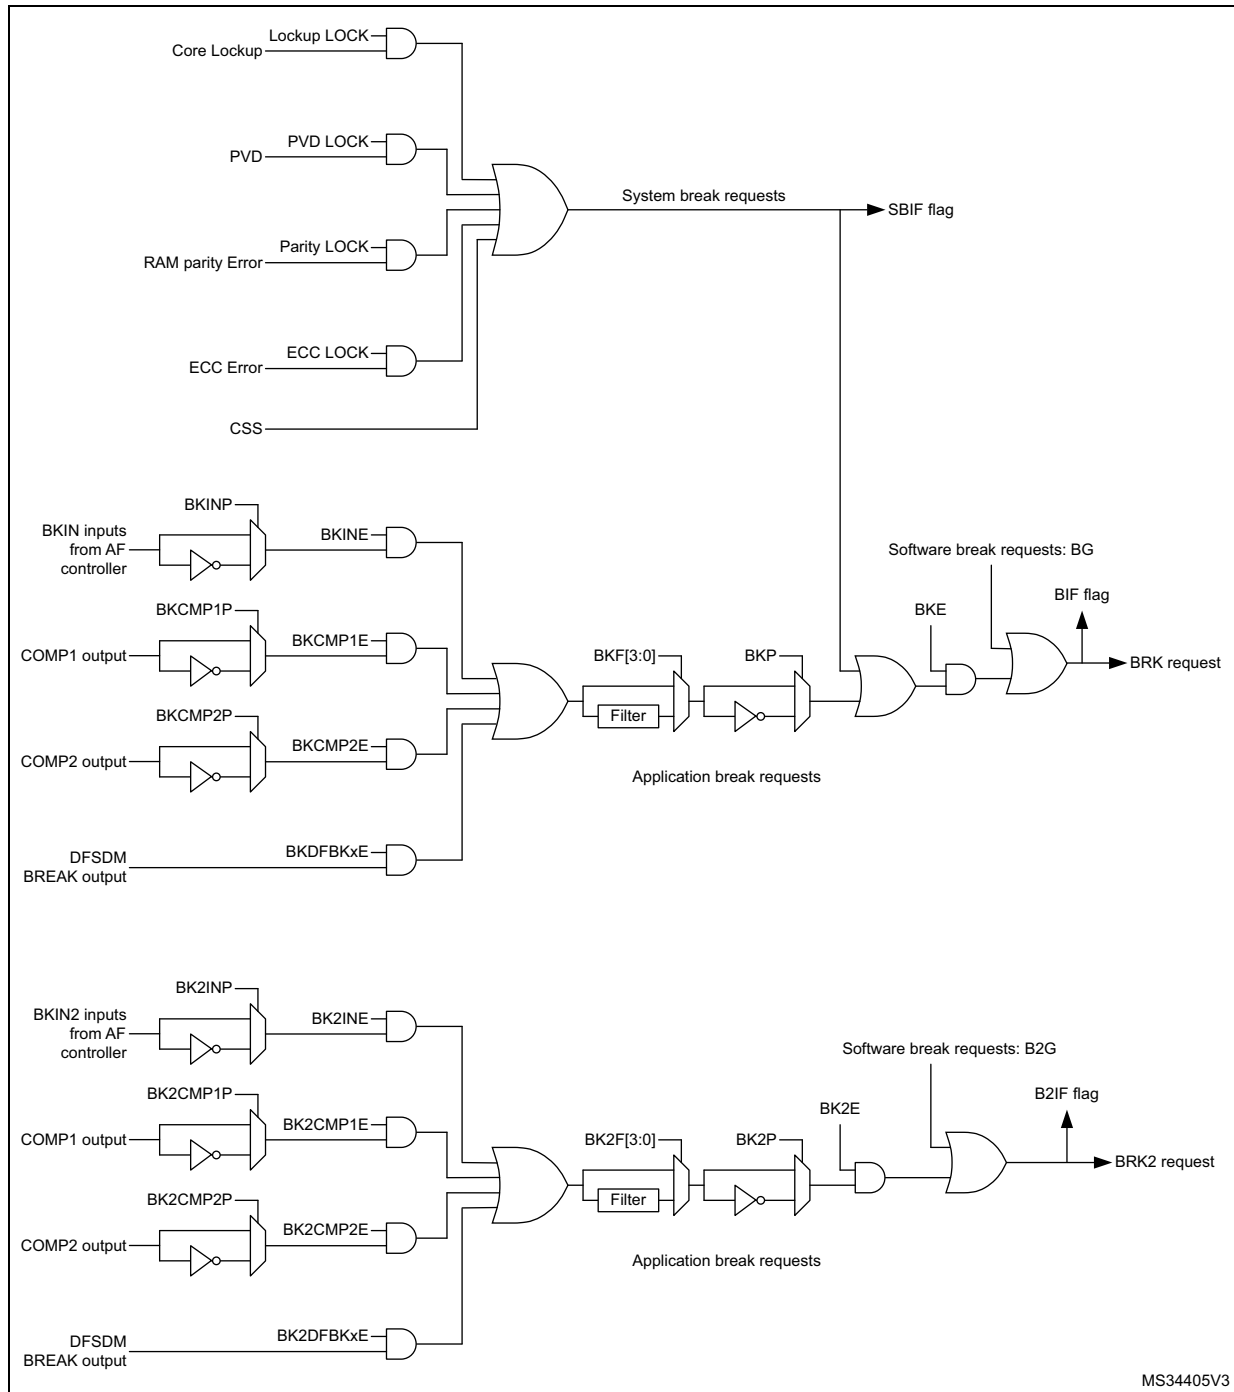 Lockup LOCK
Core Lockup
PVD LOCK
PVD
System break requests
SBIF flag
Parity LOCK
RAM parity Error
ECC LOCK
ECC Error
CSS
BKINP
BKIN inputs
from AF
controller
BKINE
Software break requests: BG
BIF flag
BKE
BKCMP1P
BKCMP1E
COMP1 output
BKF[3:0]
BKP
BRK request
BKCMP2P
Filter
BKCMP2E
COMP2 output
Application break requests
BKDFBKxE
DFSDM
BREAK output
BK2INP
BKIN2 inputs
from AF
controller
BK2INE
Software break requests: B2G
B2IF flag
BK2CMP1P
BK2E
BK2CMP1E
COMP1 output
BK2F[3:0]
BK2P
BRK2 request
BK2CMP2P
Filter
BK2CMP2E
COMP2 output
Application break requests
BK2DFBKxE
DFSDM
BREAK output
MS34405V3